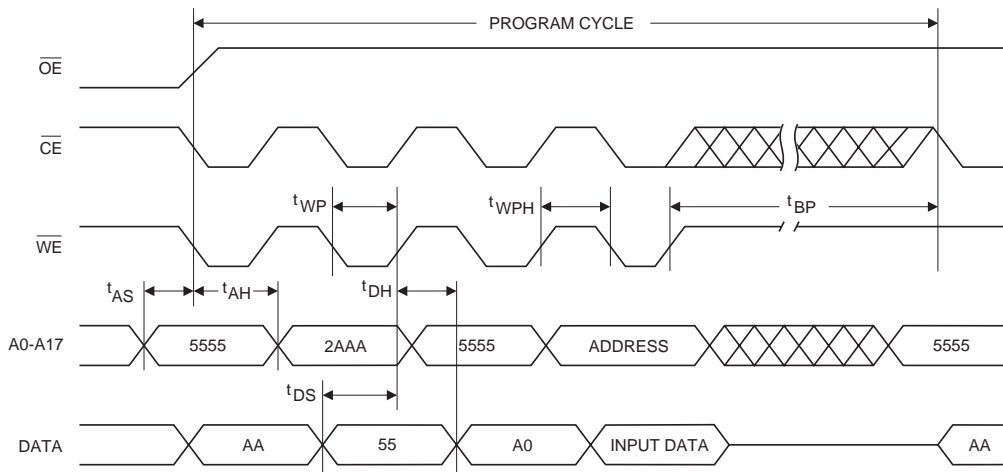 PROGRAM CYCLE
OE
CE
tWP
tWPH
tBP
WE
tAS
tAH
tDH
A0-A17
5555
2AAA
5555
ADDRESS
5555
tDS
DATA
AA
55
A0
INPUT DATA
AA